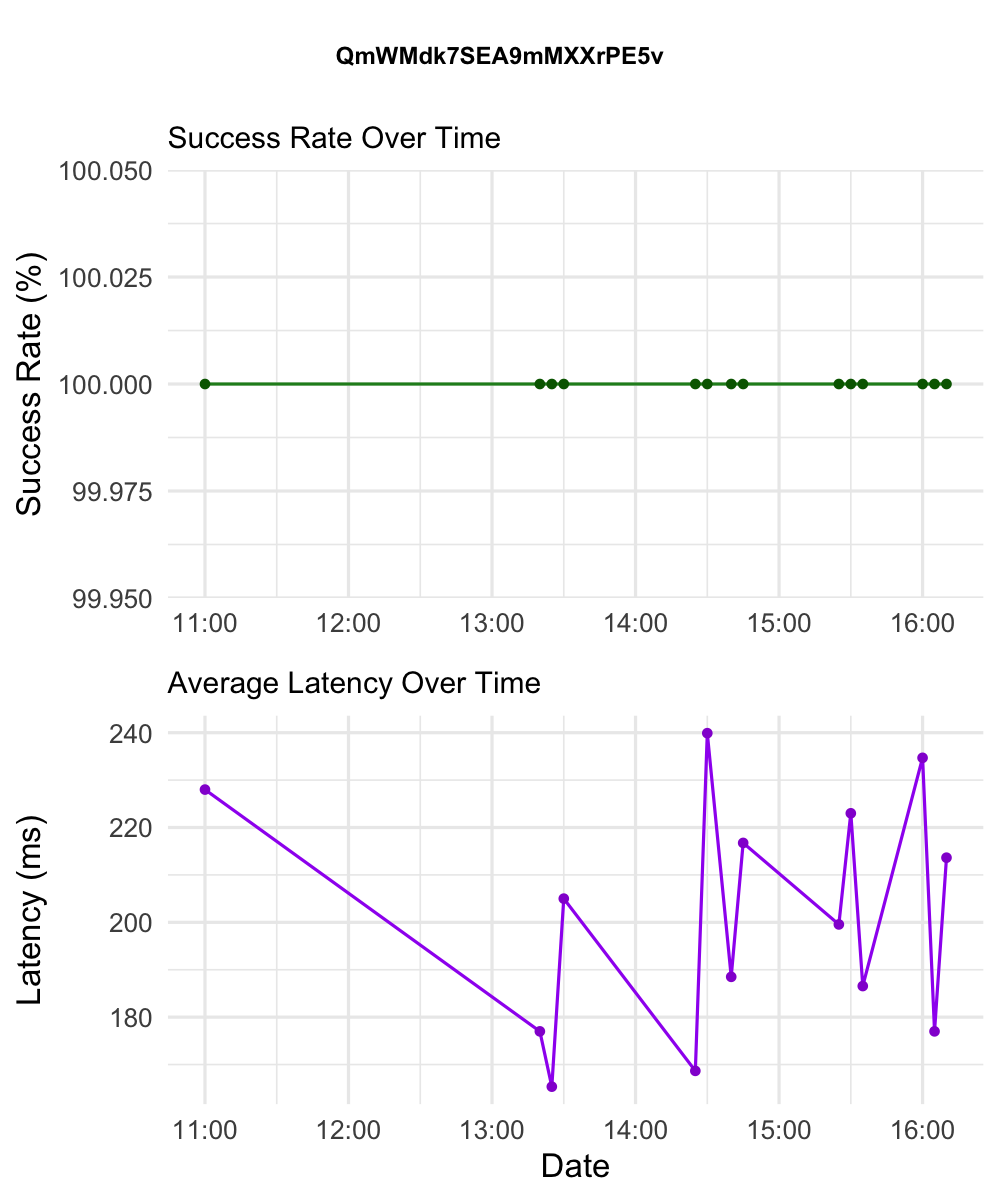 QmWMdk7SEA9mMXXrPE5v
Success Rate Over Time
Success Rate (%)
100.050
100.025
100.000
99.975
99.950
11:00 12:00 13:00 14:00 15:00 16:00
Average Latency Over Time
Latency (ms)
240
220
200
180
11:00 12:00 13:00 14:00 15:00 16:00
Date